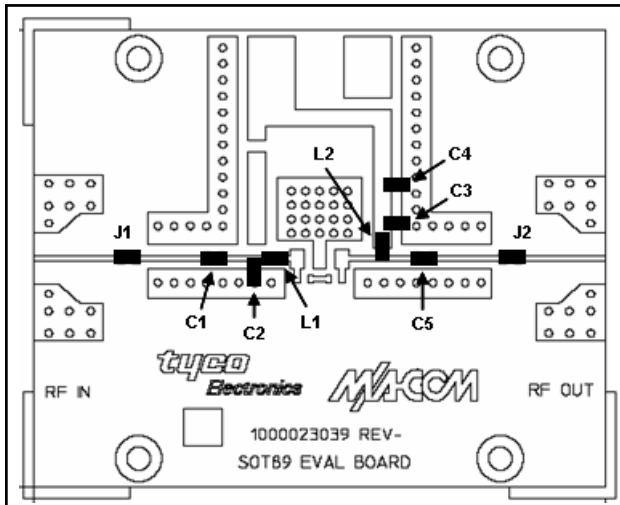 L2
C4
C3
J1
J2
C1
C2
L1
C5
tyco
Electronics
M/A-COM
RF IN
RF OUT
1000023039 REV-
SOT89 EVAL BOARD